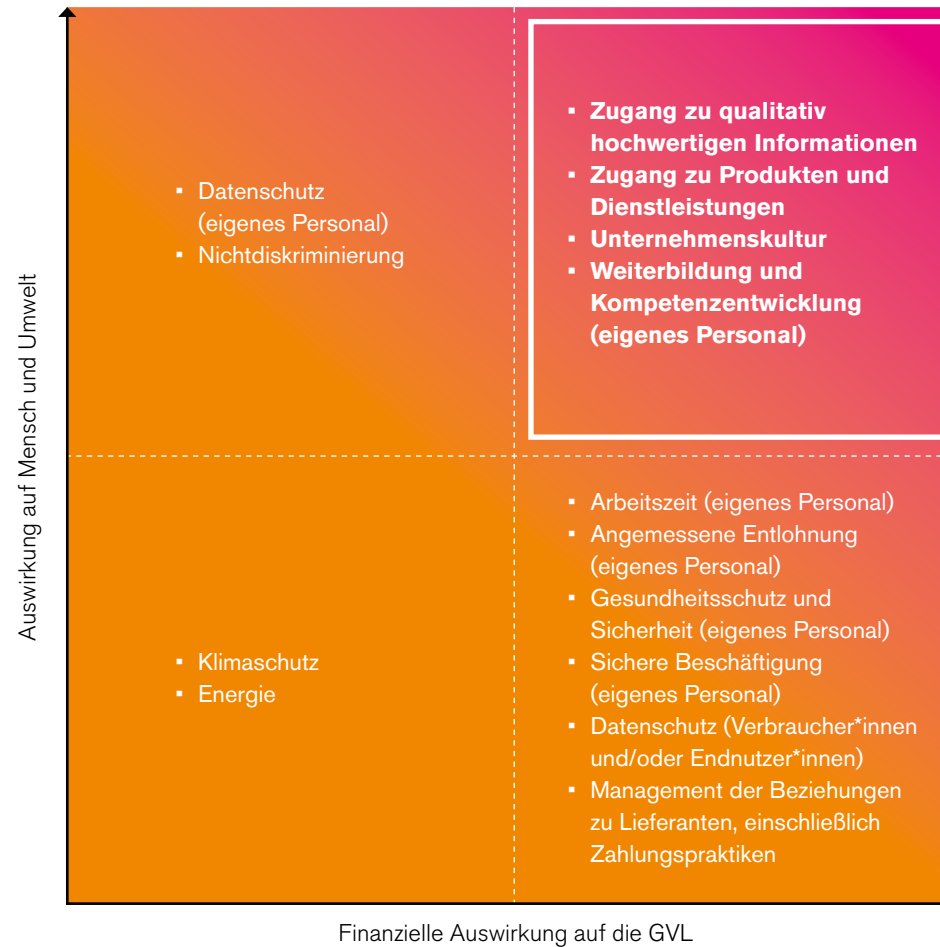 Auswirkung auf Mensch und Umwelt
▪ Datenschutz
(eigenes Personal)
▪ Nichtdiskriminierung
▪ Zugang zu qualitativ
hochwertigen Informationen
▪ Zugang zu Produkten und
Dienstleistungen
▪ Unternehmenskultur
▪ Weiterbildung und
Kompetenzentwicklung
(eigenes Personal)
▪ Klimaschutz
▪ Energie
▪ Arbeitszeit (eigenes Personal)
▪ Angemessene Entlohnung
(eigenes Personal)
▪ Gesundheitsschutz und
Sicherheit (eigenes Personal)
▪ Sichere Beschäftigung
(eigenes Personal)
▪ Datenschutz (Verbraucher*innen
und/oder Endnutzer*innen)
▪ Management der Beziehungen
zu Lieferanten, einschließlich
Zahlungspraktiken
Finanzielle Auswirkung auf die GVL